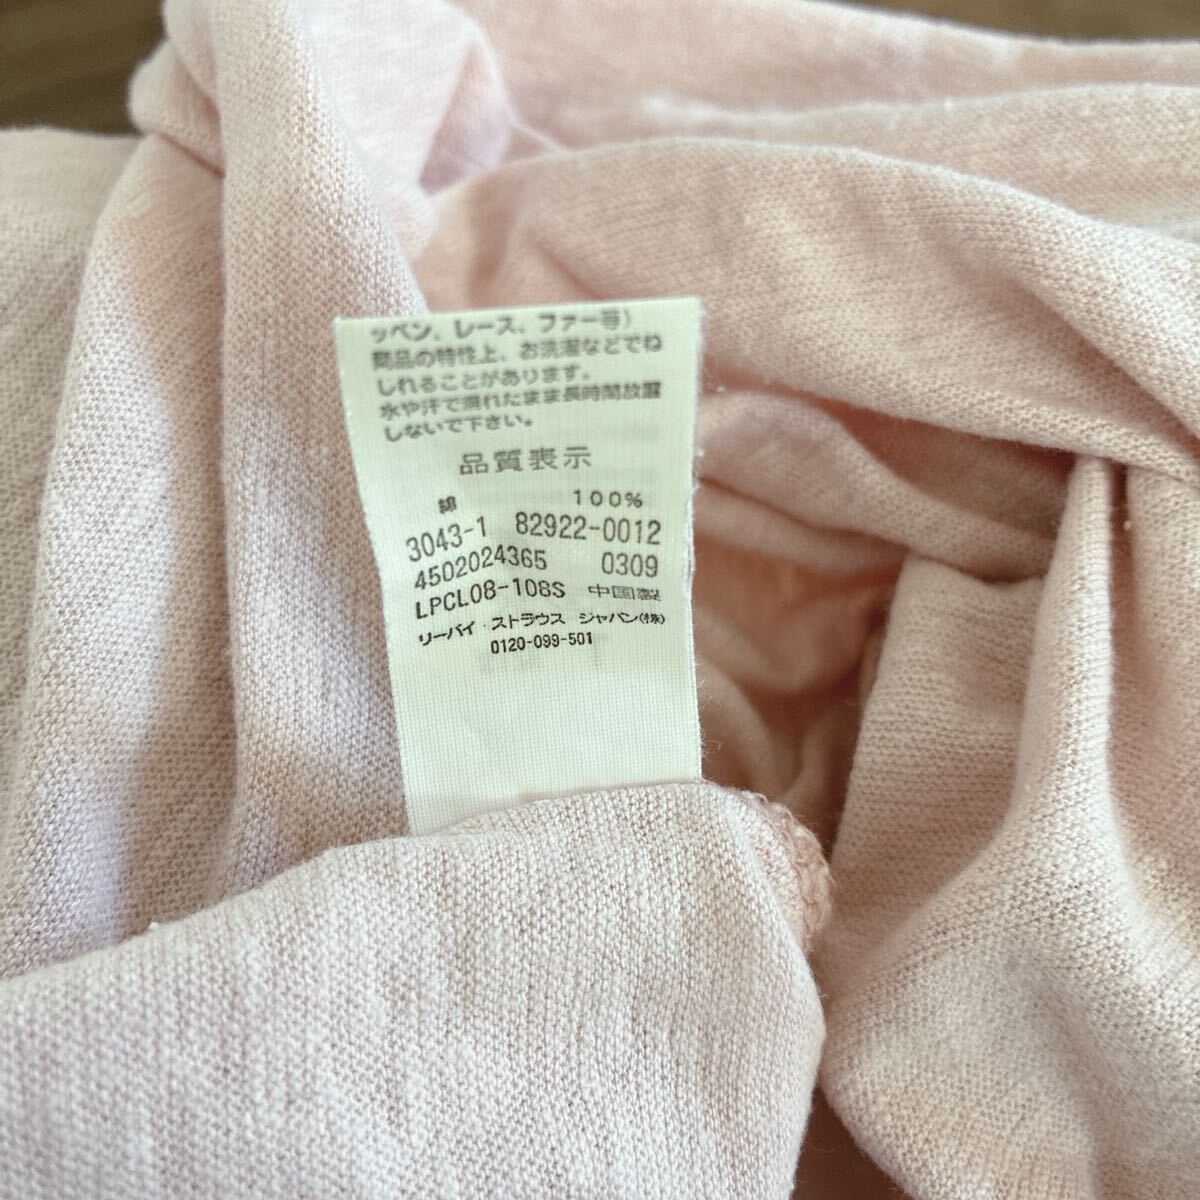 ッペン、レース、ファー等)
商品の特性上、お洗濯などでね
じれることがあります。
水や汗で濡れたまま長時間放置
しないで下さい。
品質表示
綿 100%
3043-1 82922-0012
4502024365 0309
LPCL08-108S 中国製
リーバイ・ストラウス ジャパン(株)
0120-099-501